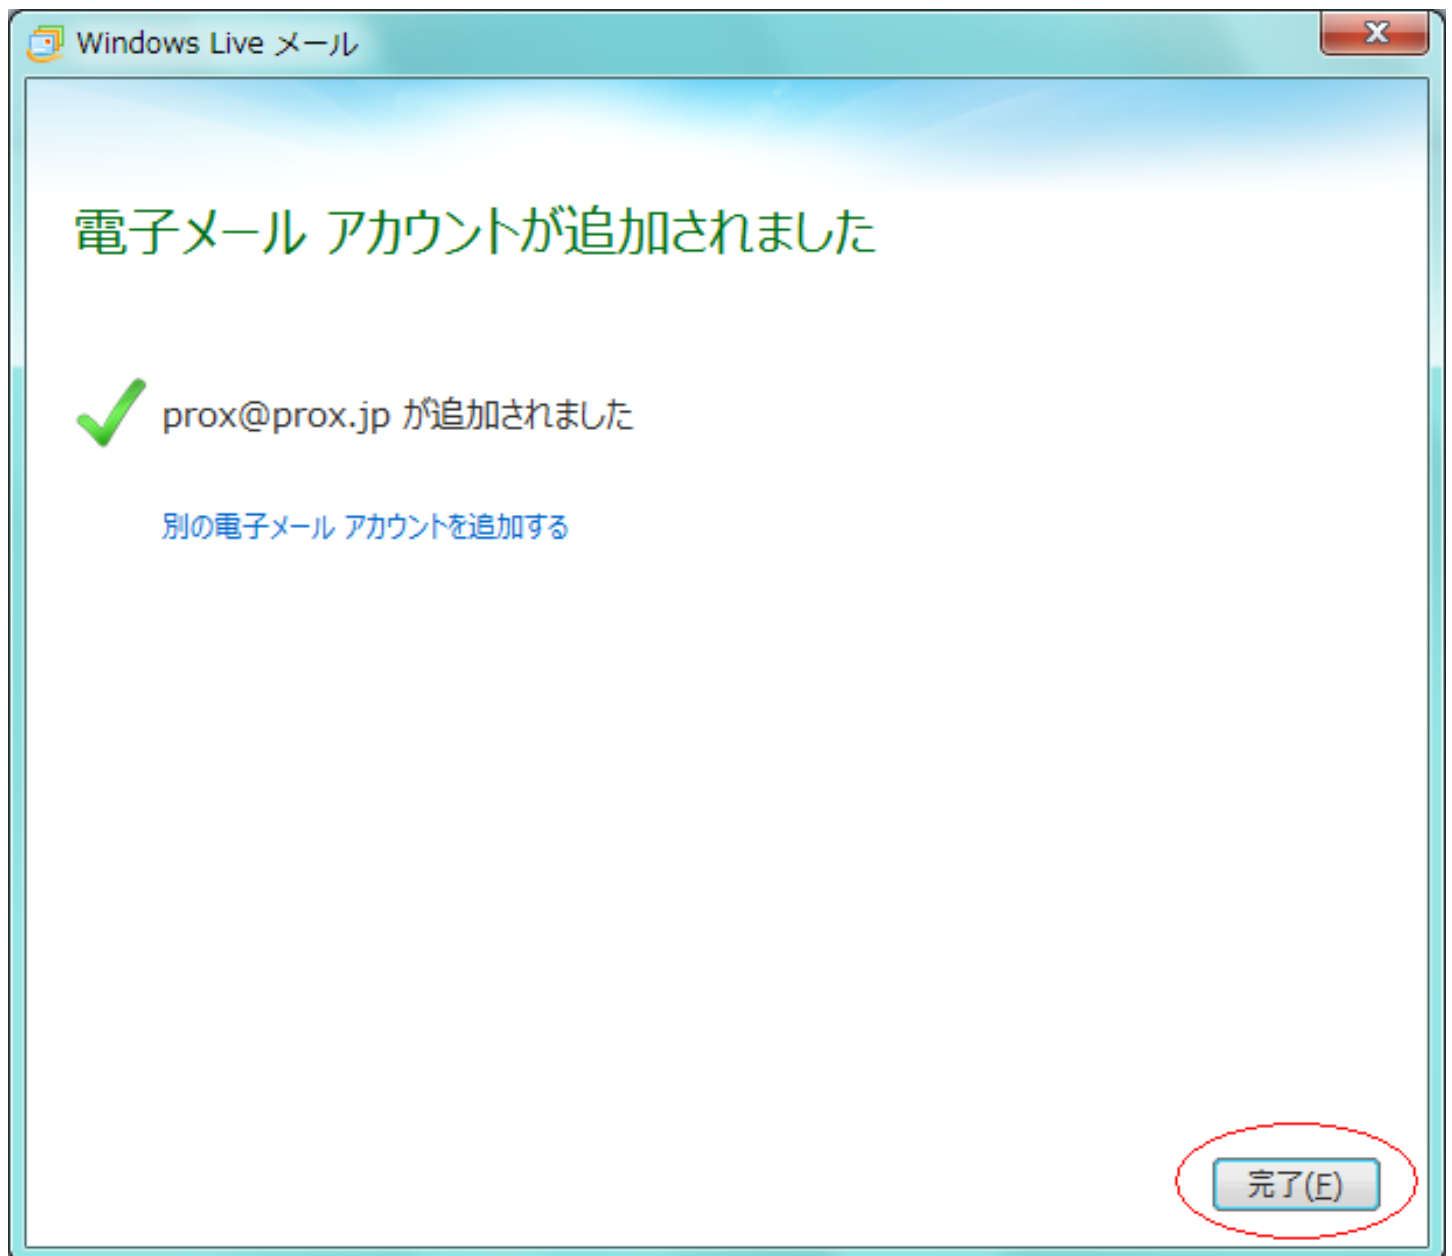 Windows Live メール
電子メール アカウントが追加されました
prox@prox.jp が追加されました
別の電子メール アカウントを追加する
完了(F)